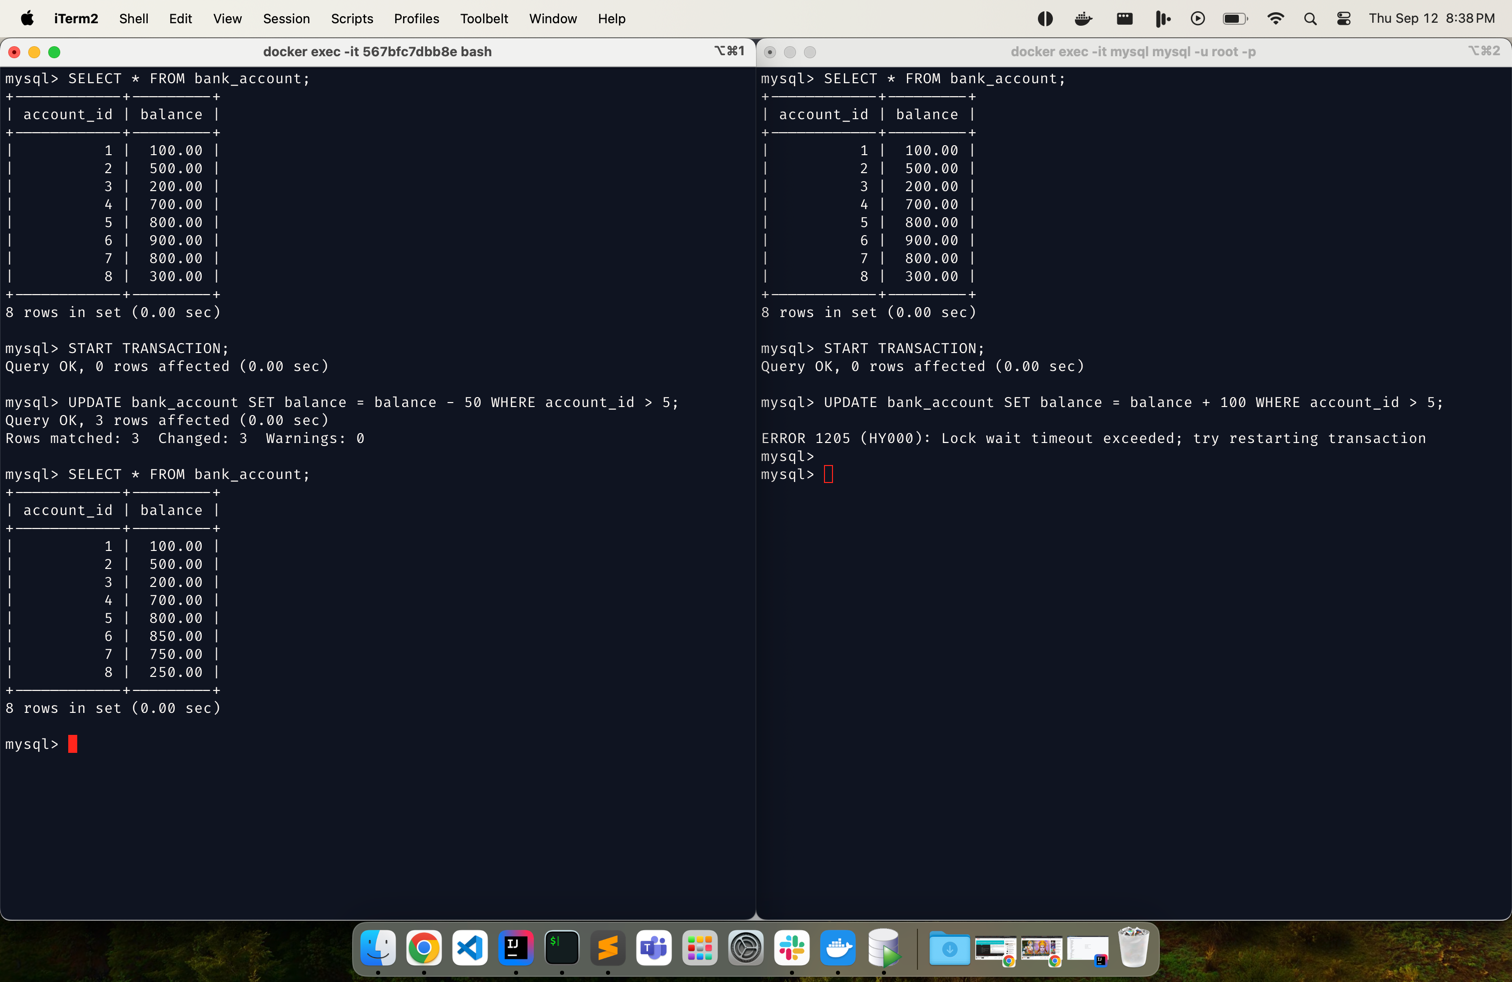 iTerm2 Shell Edit View Session Scripts Profiles Toolbelt Window Help Thu Sep 12 8:38 PM
docker exec -it 567bfc7dbb8e bash ⌥⌘1
mysql> SELECT * FROM bank_account;
+------------+---------+
| account_id | balance |
+------------+---------+
| 1 | 100.00 |
| 2 | 500.00 |
| 3 | 200.00 |
| 4 | 700.00 |
| 5 | 800.00 |
| 6 | 900.00 |
| 7 | 800.00 |
| 8 | 300.00 |
+------------+---------+
8 rows in set (0.00 sec)
mysql> START TRANSACTION;
Query OK, 0 rows affected (0.00 sec)
mysql> UPDATE bank_account SET balance = balance - 50 WHERE account_id > 5;
Query OK, 3 rows affected (0.00 sec)
Rows matched: 3 Changed: 3 Warnings: 0
mysql> SELECT * FROM bank_account;
+------------+---------+
| account_id | balance |
+------------+---------+
| 1 | 100.00 |
| 2 | 500.00 |
| 3 | 200.00 |
| 4 | 700.00 |
| 5 | 800.00 |
| 6 | 850.00 |
| 7 | 750.00 |
| 8 | 250.00 |
+------------+---------+
8 rows in set (0.00 sec)
mysql>
docker exec -it mysql mysql -u root -p ⌥⌘2
mysql> SELECT * FROM bank_account;
+------------+---------+
| account_id | balance |
+------------+---------+
| 1 | 100.00 |
| 2 | 500.00 |
| 3 | 200.00 |
| 4 | 700.00 |
| 5 | 800.00 |
| 6 | 900.00 |
| 7 | 800.00 |
| 8 | 300.00 |
+------------+---------+
8 rows in set (0.00 sec)
mysql> START TRANSACTION;
Query OK, 0 rows affected (0.00 sec)
mysql> UPDATE bank_account SET balance = balance + 100 WHERE account_id > 5;
ERROR 1205 (HY000): Lock wait timeout exceeded; try restarting transaction
mysql>
mysql>
IJ
$
T